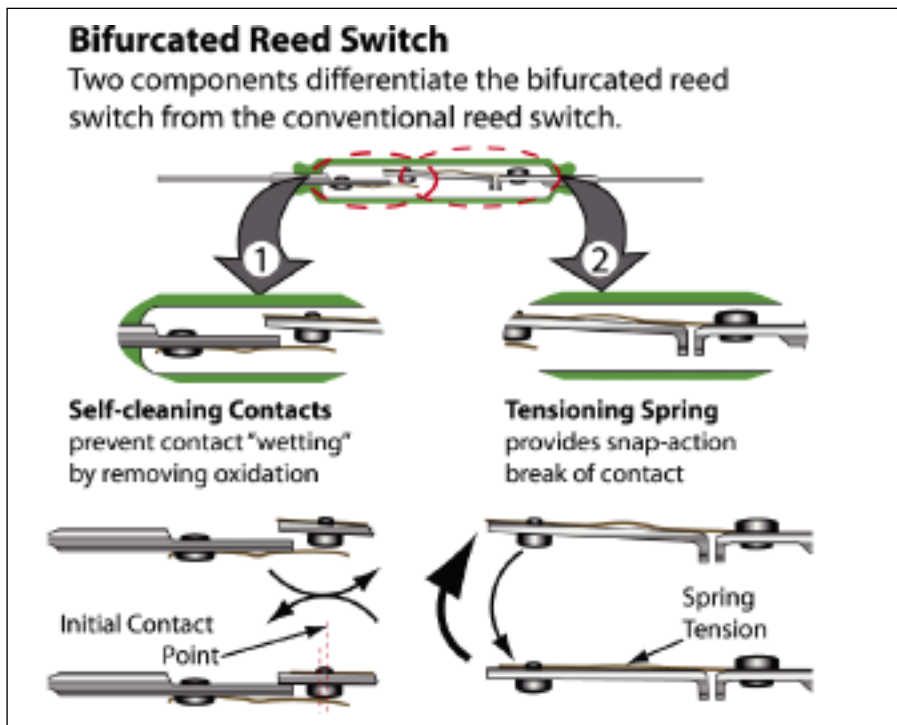 Bifurcated Reed Switch
Two components differentiate the bifurcated reed
switch from the conventional reed switch.
1
2
Self-cleaning Contacts
prevent contact "wetting"
by removing oxidation
Tensioning Spring
provides snap-action
break of contact
Initial Contact
Point
Spring
Tension